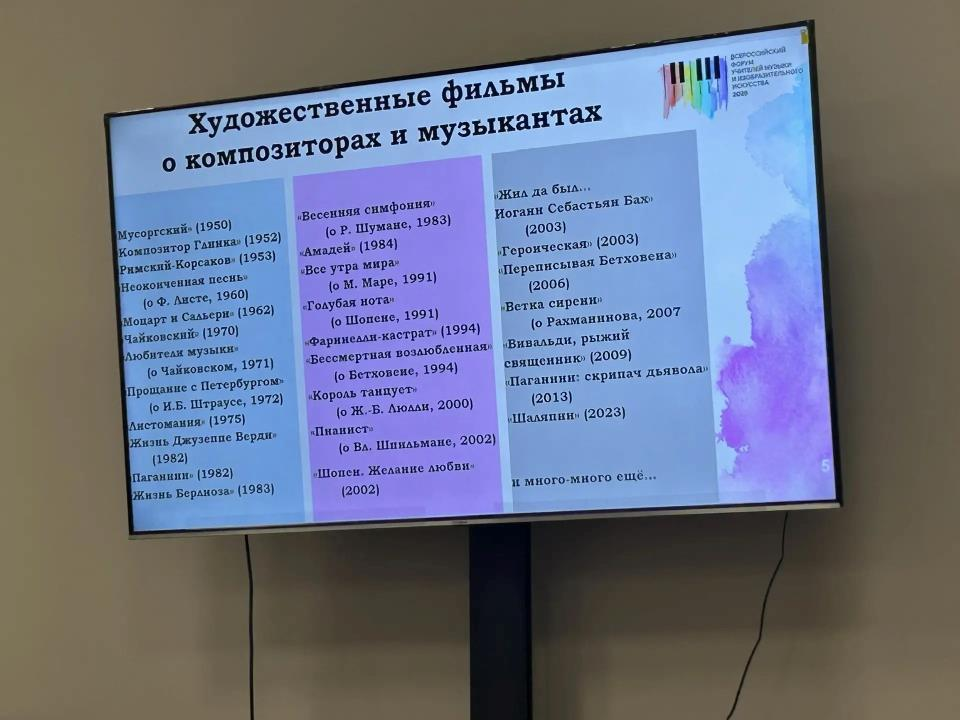 Художественные фильмы
о композиторах и музыкантах
ВСЕРОССИЙСКИЙ
ФОРУМ
УЧИТЕЛЕЙ МУЗЫКИ
И ИЗОБРАЗИТЕЛЬНОГО
ИСКУССТВА
Мусоргский» (1950)
Композитор Глинка» (1952)
Римский-Корсаков» (1953)
Неоконченная песнь»
(о Ф. Листе, 1960)
Моцарт и Сальери» (1962)
Чайковский» (1970)
Любители музыки»
(о Чайковском, 1971)
Прощание с Петербургом»
(о И.Б. Штраусе, 1972)
Листомания» (1975)
Жизнь Джузеппе Верди»
(1982)
Паганини» (1982)
Жизнь Берлиоза» (1983)
«Весенняя симфония»
(о Р. Шумане, 1983)
«Амадей» (1984)
«Все утра мира»
(о М. Маре, 1991)
«Голубая нота»
(о Шопене, 1991)
«Фаринелли-кастрат» (1994)
«Бессмертная возлюбленная»
(о Бетховене, 1994)
«Король танцует»
(о Ж.-Б. Люлли, 2000)
«Пианист»
(о Вл. Шпильмане, 2002)
«Шопен. Желание любви»
(2002)
«Жил да был...
Иоганн Себастьян Бах»
(2003)
«Героическая» (2003)
«Переписывая Бетховена»
(2006)
«Ветка сирени»
(о Рахманинова, 2007
«Вивальди, рыжий
священник» (2009)
«Паганини: скрипач дьявола»
(2013)
«Шаляпин» (2023)
и много-много ещё...
5